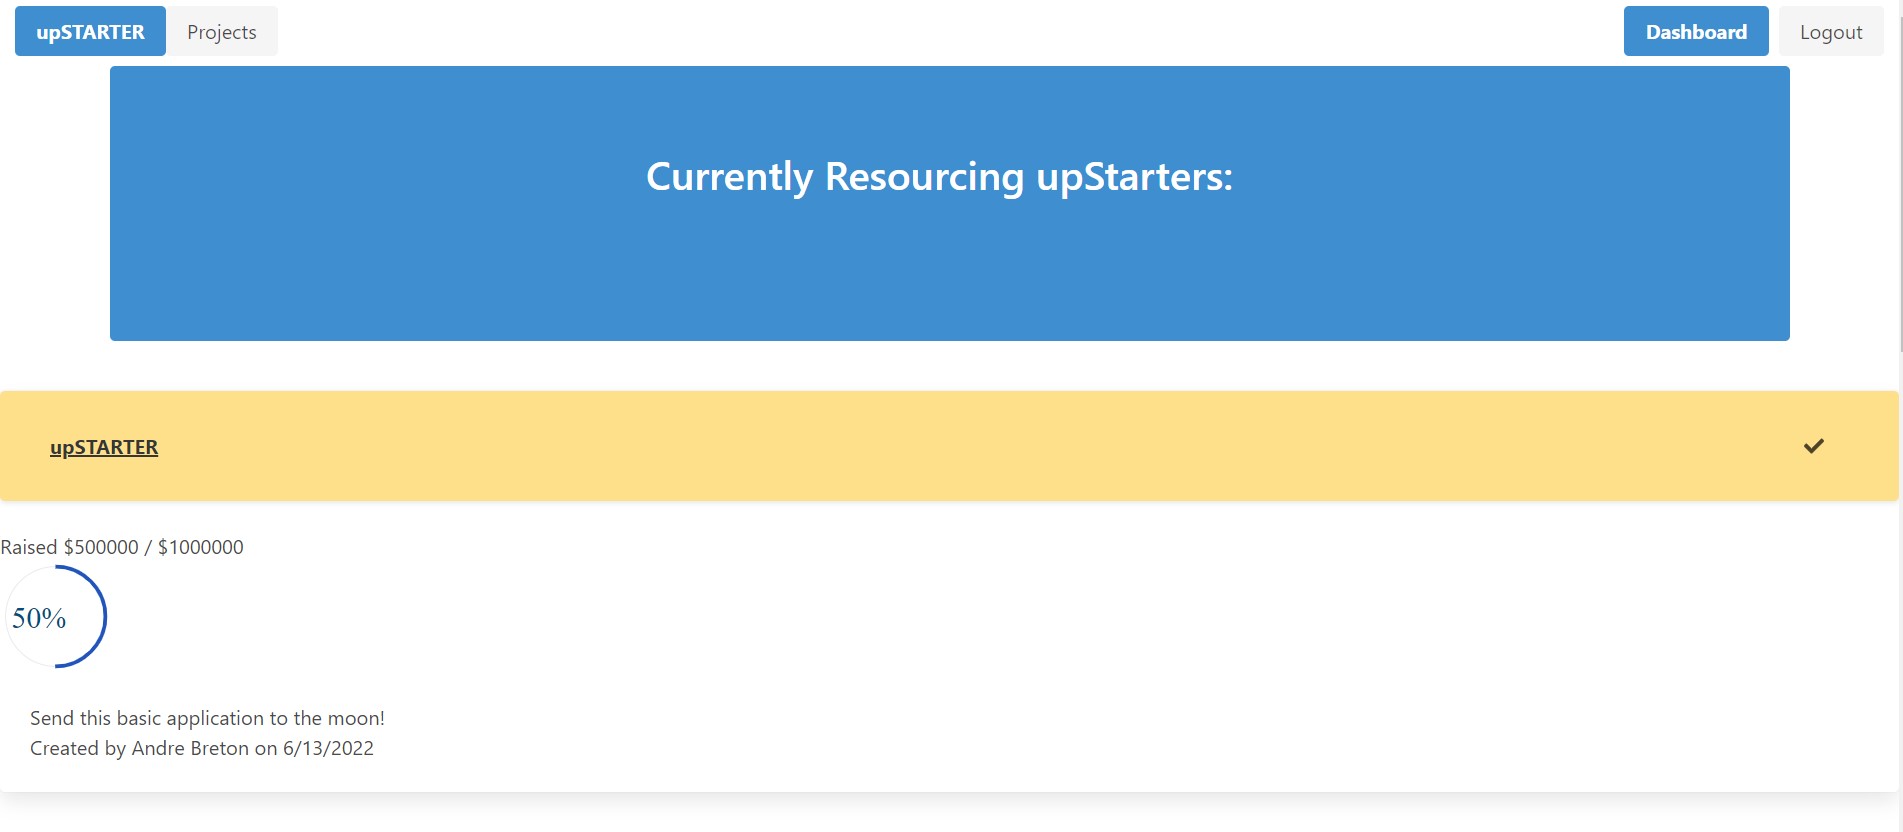 upSTARTER Projects Dashboard Logout
Currently Resourcing upStarters:
upSTARTER
Raised $500000 / $1000000
50%
Send this basic application to the moon!
Created by Andre Breton on 6/13/2022